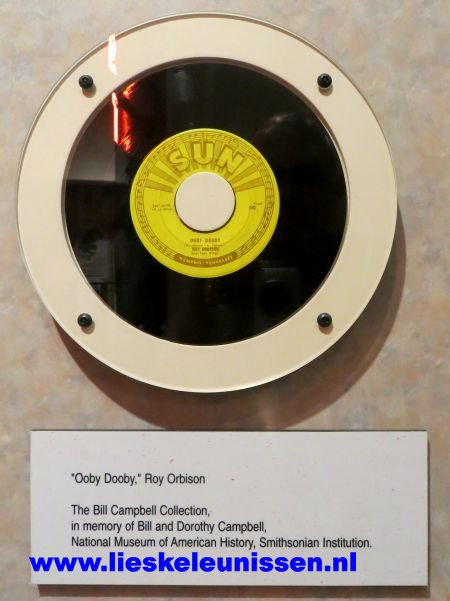 SUN
OOBY DOOBY
ROY ORBISON
MEMPHIS, TENNESSEE
"Ooby Dooby," Roy Orbison
The Bill Campbell Collection,
in memory of Bill and Dorothy Campbell,
National Museum of American History, Smithsonian Institution.
www.lieskeleunissen.nl